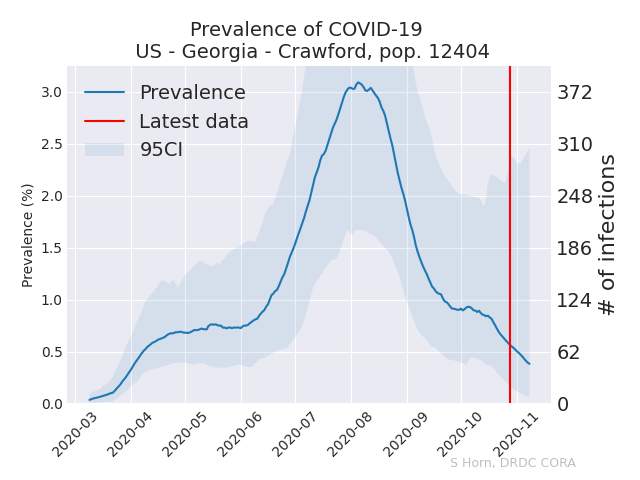 Prevalence of COVID-19
US - Georgia - Crawford, pop. 12404
Prevalence
Latest data
95CI
Prevalence (%)
3.0
2.5
2.0
1.5
1.0
0.5
0.0
372
310
248
186
124
62
0
# of infections
2020-03
2020-04
2020-05
2020-06
2020-07
2020-08
2020-09
2020-10
2020-11
S Horn, DRDC CORA